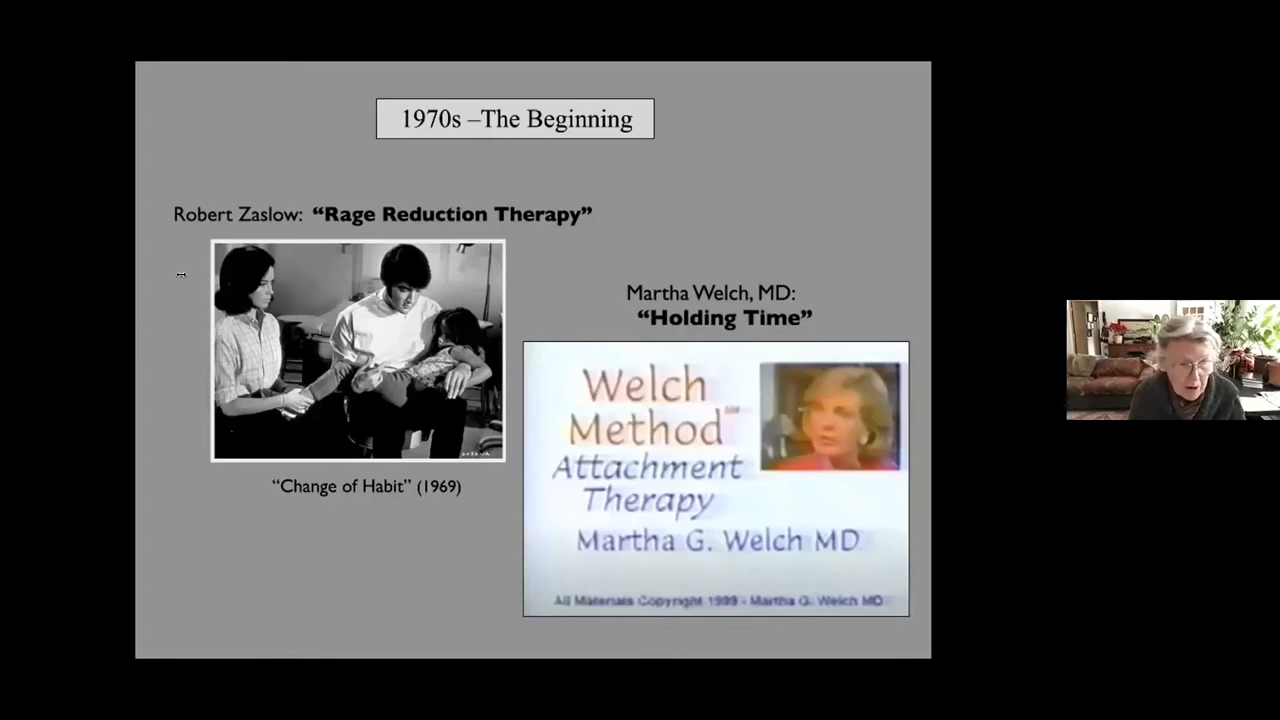 1970s –The Beginning
Robert Zaslow: “Rage Reduction Therapy”
Martha Welch, MD:
“Holding Time”
Welch
Method℠
Attachment
Therapy
Martha G. Welch MD
All Materials Copyright 1999 - Martha G. Welch MD
“Change of Habit” (1969)